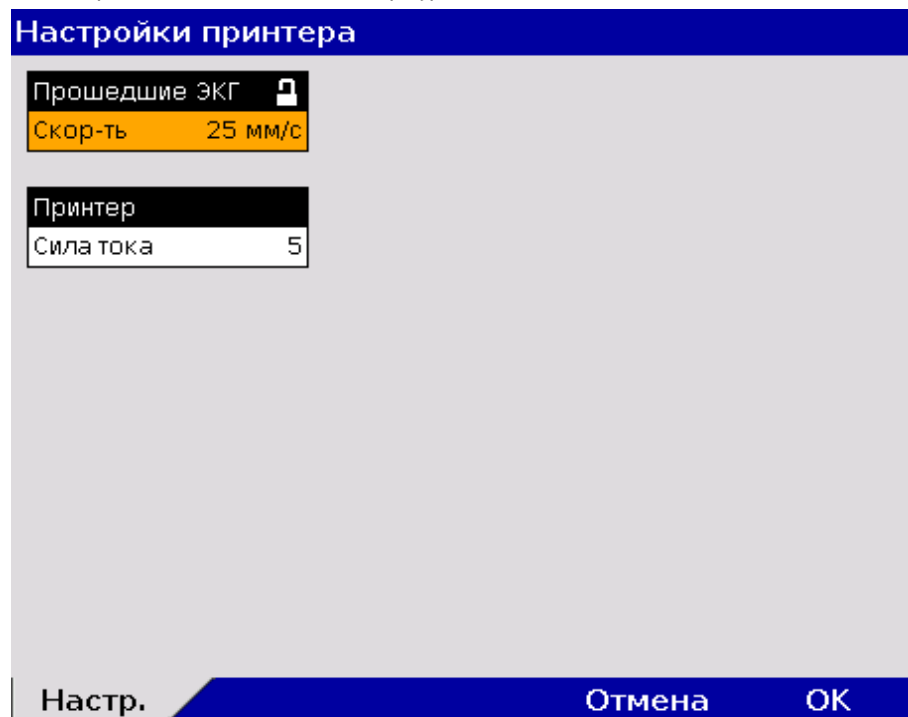 Настройки принтера
Прошедшие ЭКГ
Скор-ть 25 мм/с
Принтер
Сила тока 5
Настр. Отмена OK